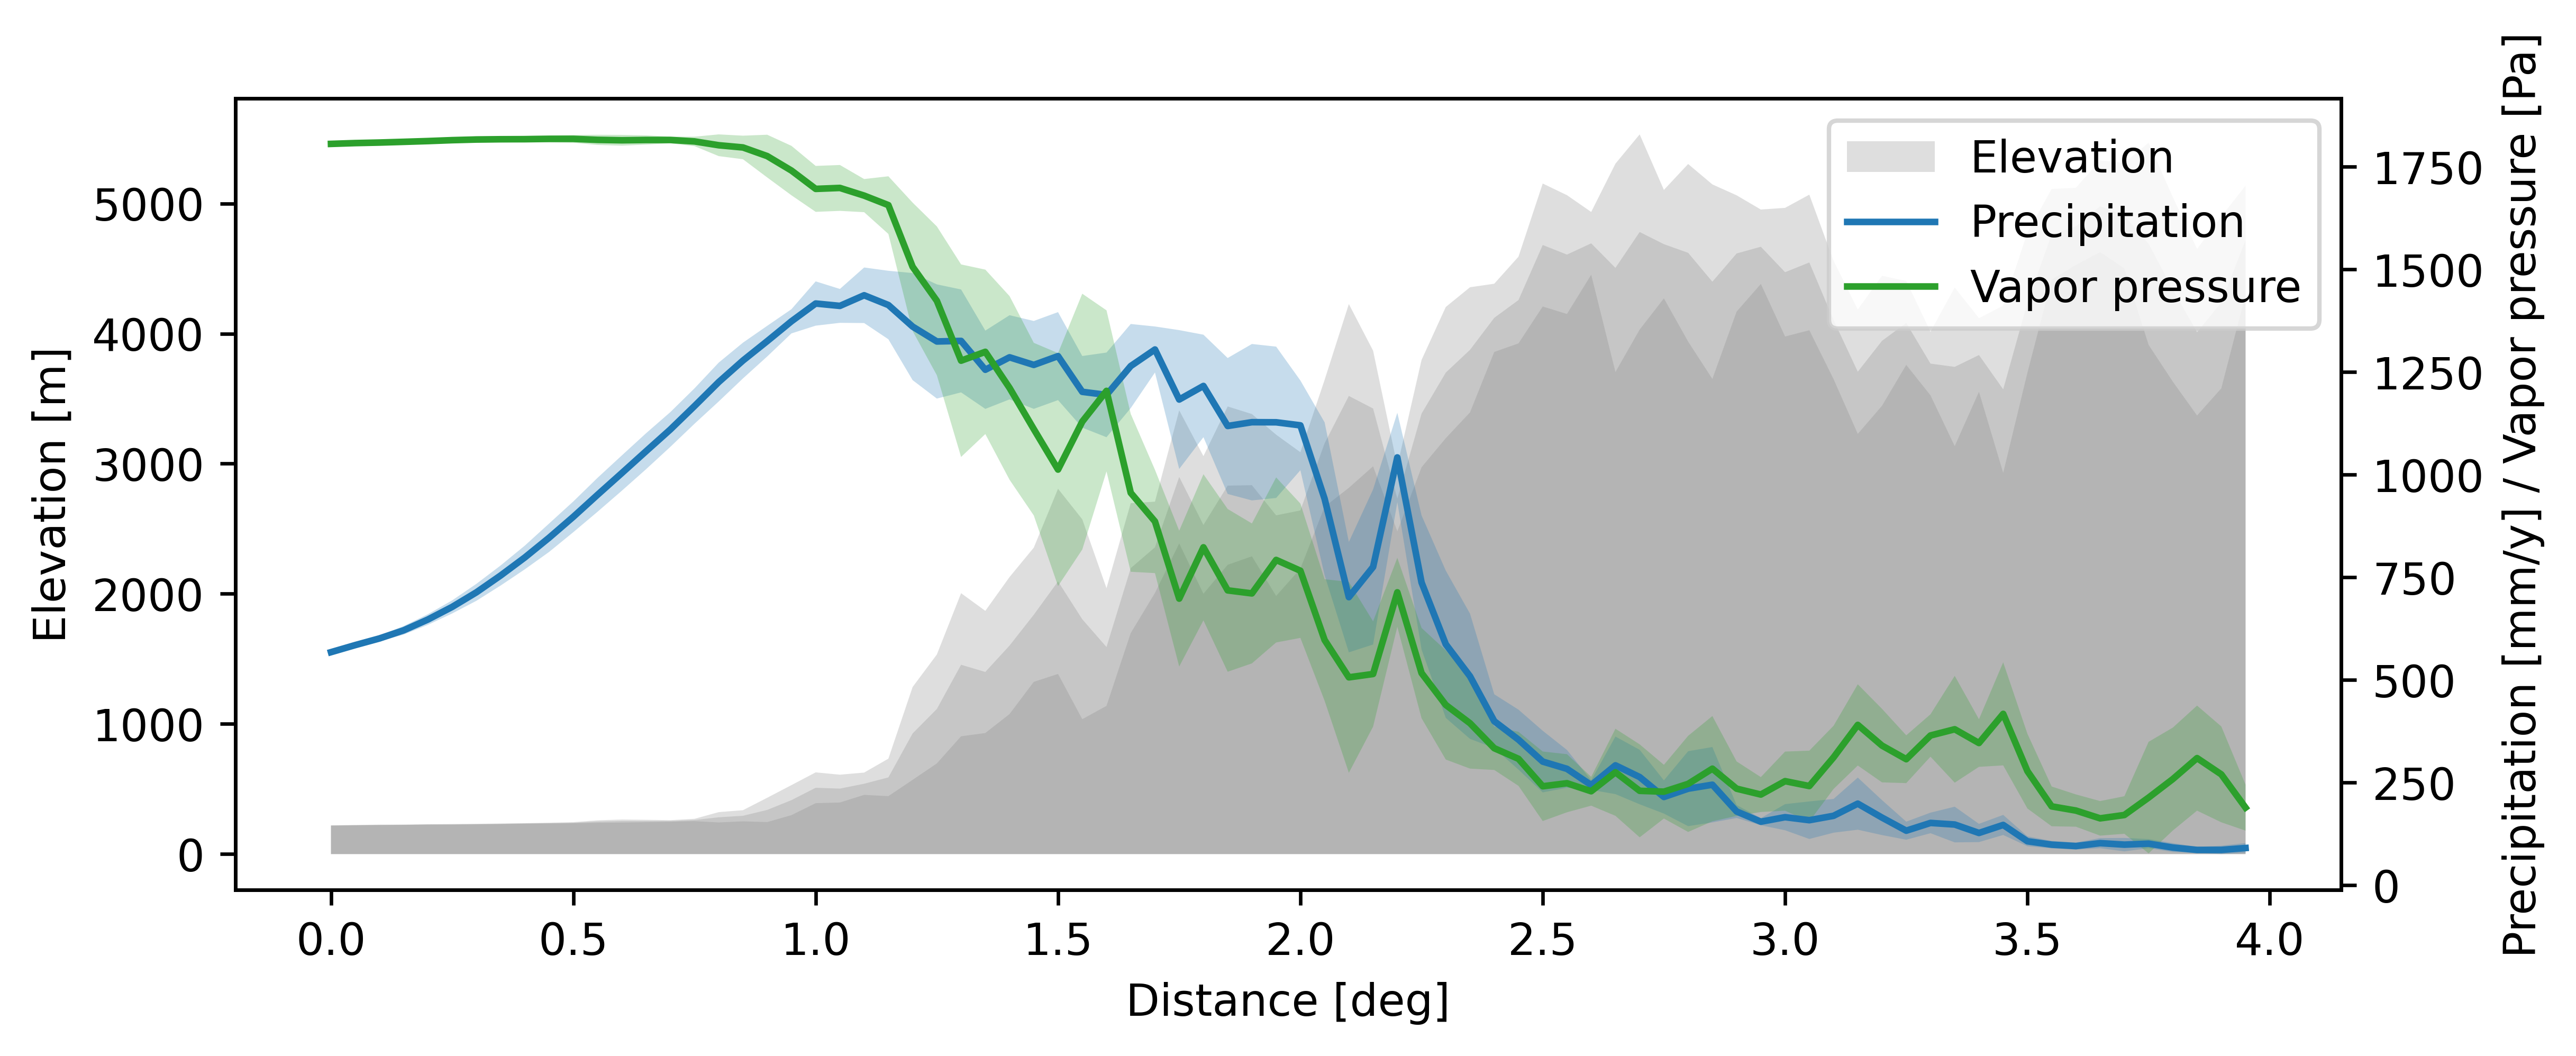 Elevation [m]
5000
4000
3000
2000
1000
0
Elevation
Precipitation
Vapor pressure
1750
1500
1250
1000
750
500
250
0
Precipitation [mm/y] / Vapor pressure [Pa]
0.0 0.5 1.0 1.5 2.0 2.5 3.0 3.5 4.0
Distance [deg]